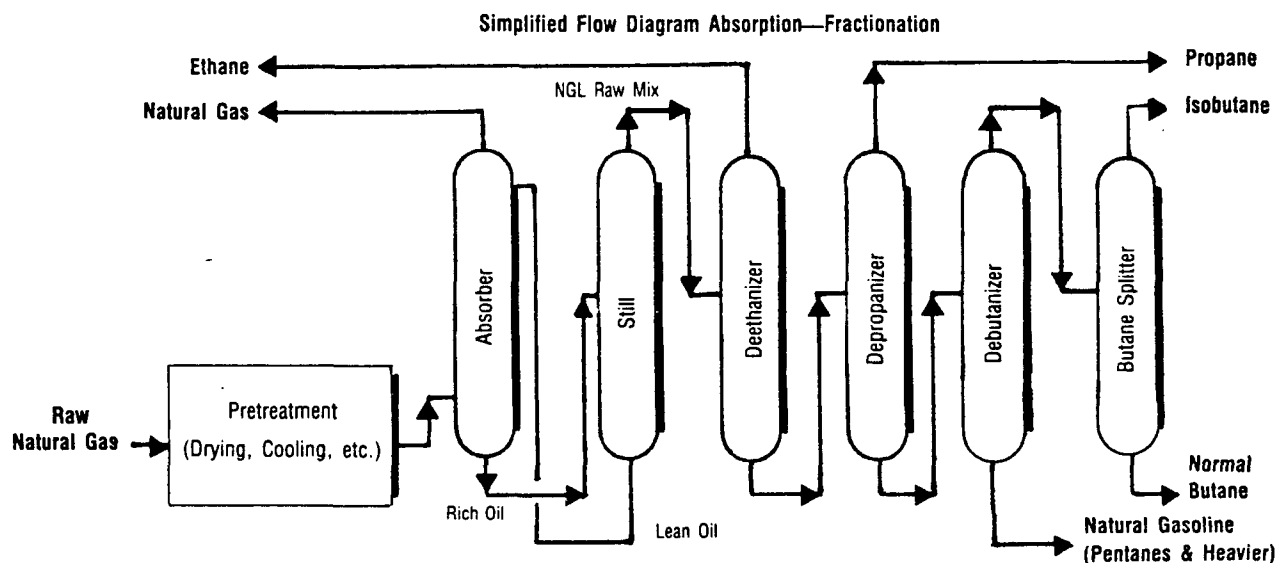 Simplified Flow Diagram Absorption—Fractionation
Ethane
Propane
NGL Raw Mix
Natural Gas
Isobutane
Absorber
Still
Deethanizer
Depropanizer
Debutanizer
Butane Splitter
Raw
Natural Gas
Pretreatment
(Drying, Cooling, etc.)
Rich Oil
Lean Oil
Normal
Butane
Natural Gasoline
(Pentanes & Heavier)